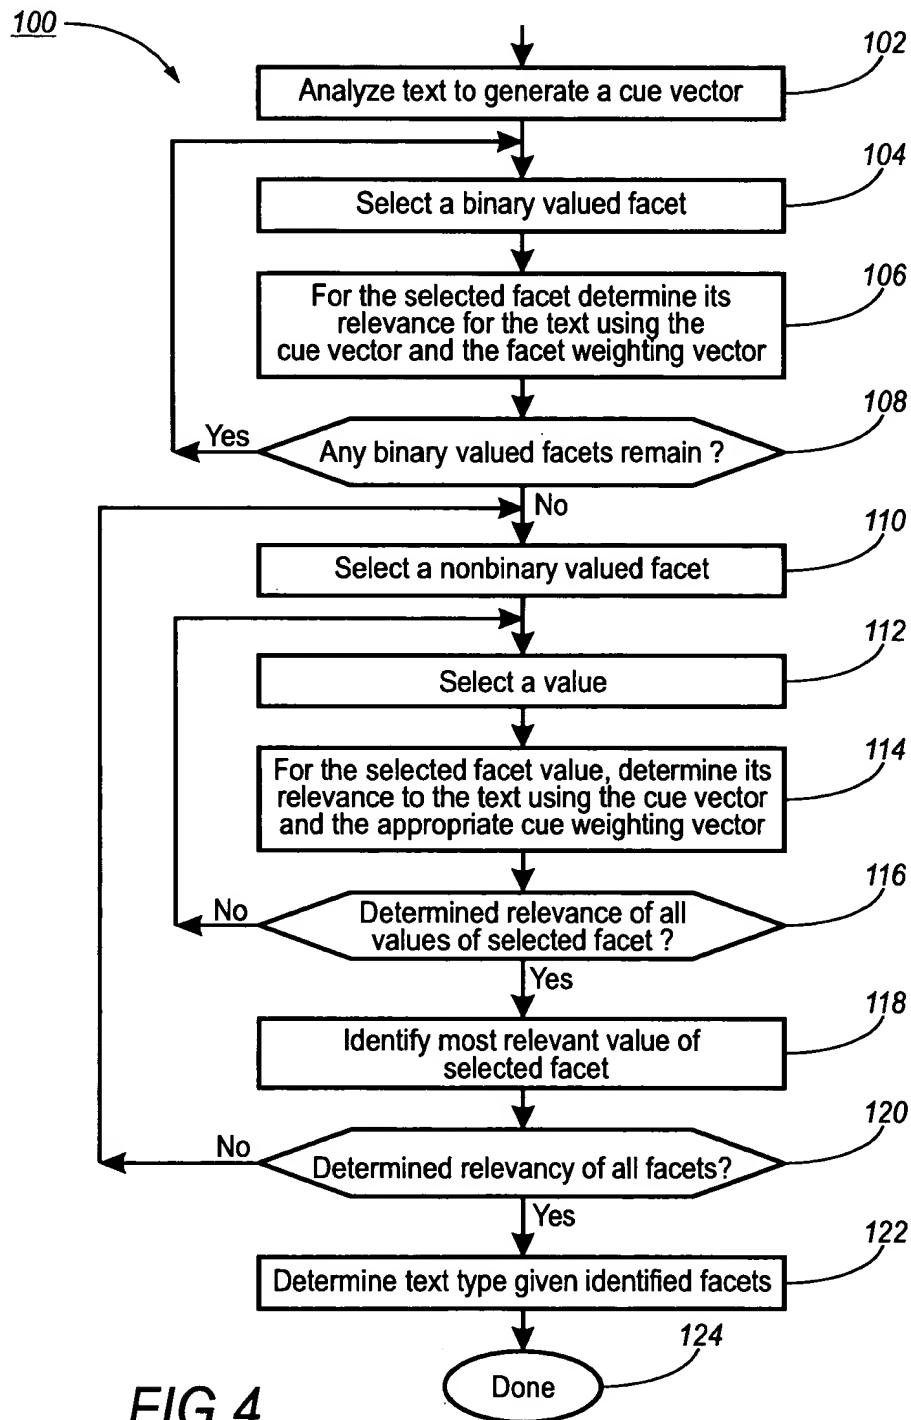 100
102
Analyze text to generate a cue vector
104
Select a binary valued facet
106
For the selected facet determine its
relevance for the text using the
cue vector and the facet weighting vector
108
Yes
Any binary valued facets remain ?
No
110
Select a nonbinary valued facet
112
Select a value
114
For the selected facet value, determine its
relevance to the text using the cue vector
and the appropriate cue weighting vector
116
No
Determined relevance of all
values of selected facet ?
Yes
118
Identify most relevant value of
selected facet
120
No
Determined relevancy of all facets?
Yes
122
Determine text type given identified facets
124
Done
FIG 4